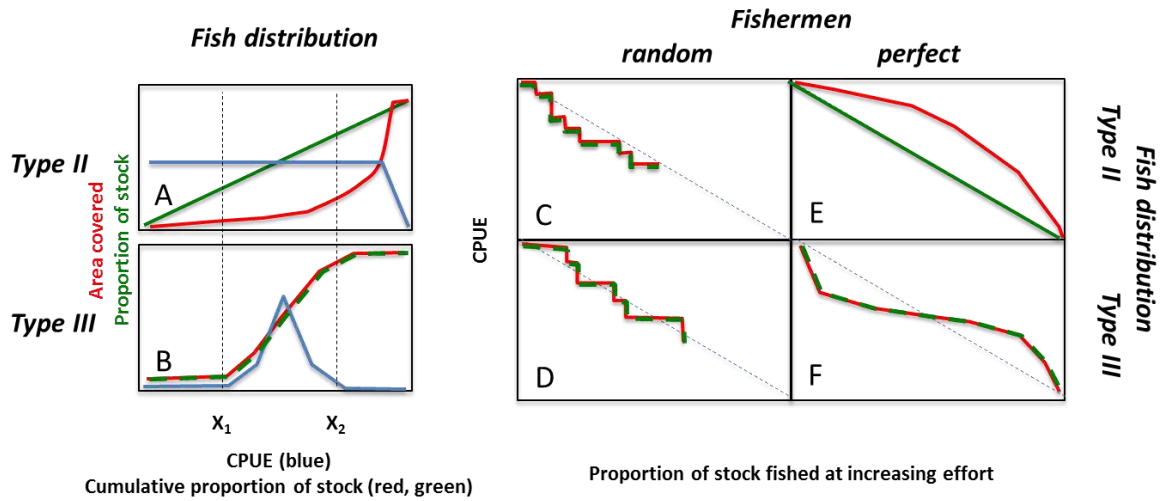 Fish distribution
Type II
Type III
Area covered
Proportion of stock
A
B
X1
X2
CPUE (blue)
Cumulative proportion of stock (red, green)
Fishermen
random
perfect
CPUE
C
E
D
F
Type II
Type III
Fish distribution
Proportion of stock fished at increasing effort